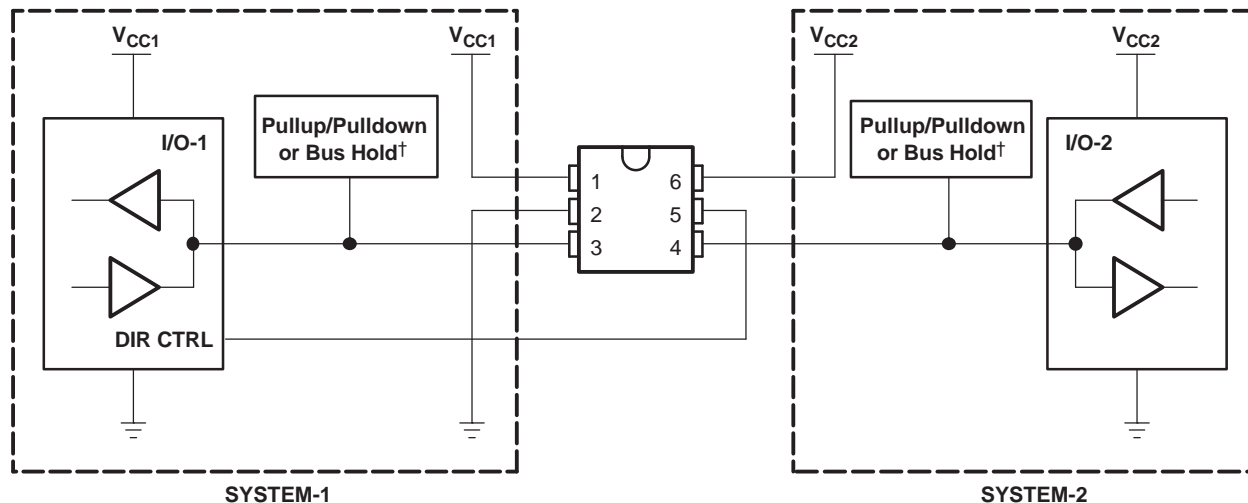 VCC1
VCC1
Pullup/Pulldown
or Bus Hold†
I/O-1
DIR CTRL
SYSTEM-1
1
2
3
6
5
4
VCC2
VCC2
Pullup/Pulldown
or Bus Hold†
I/O-2
SYSTEM-2